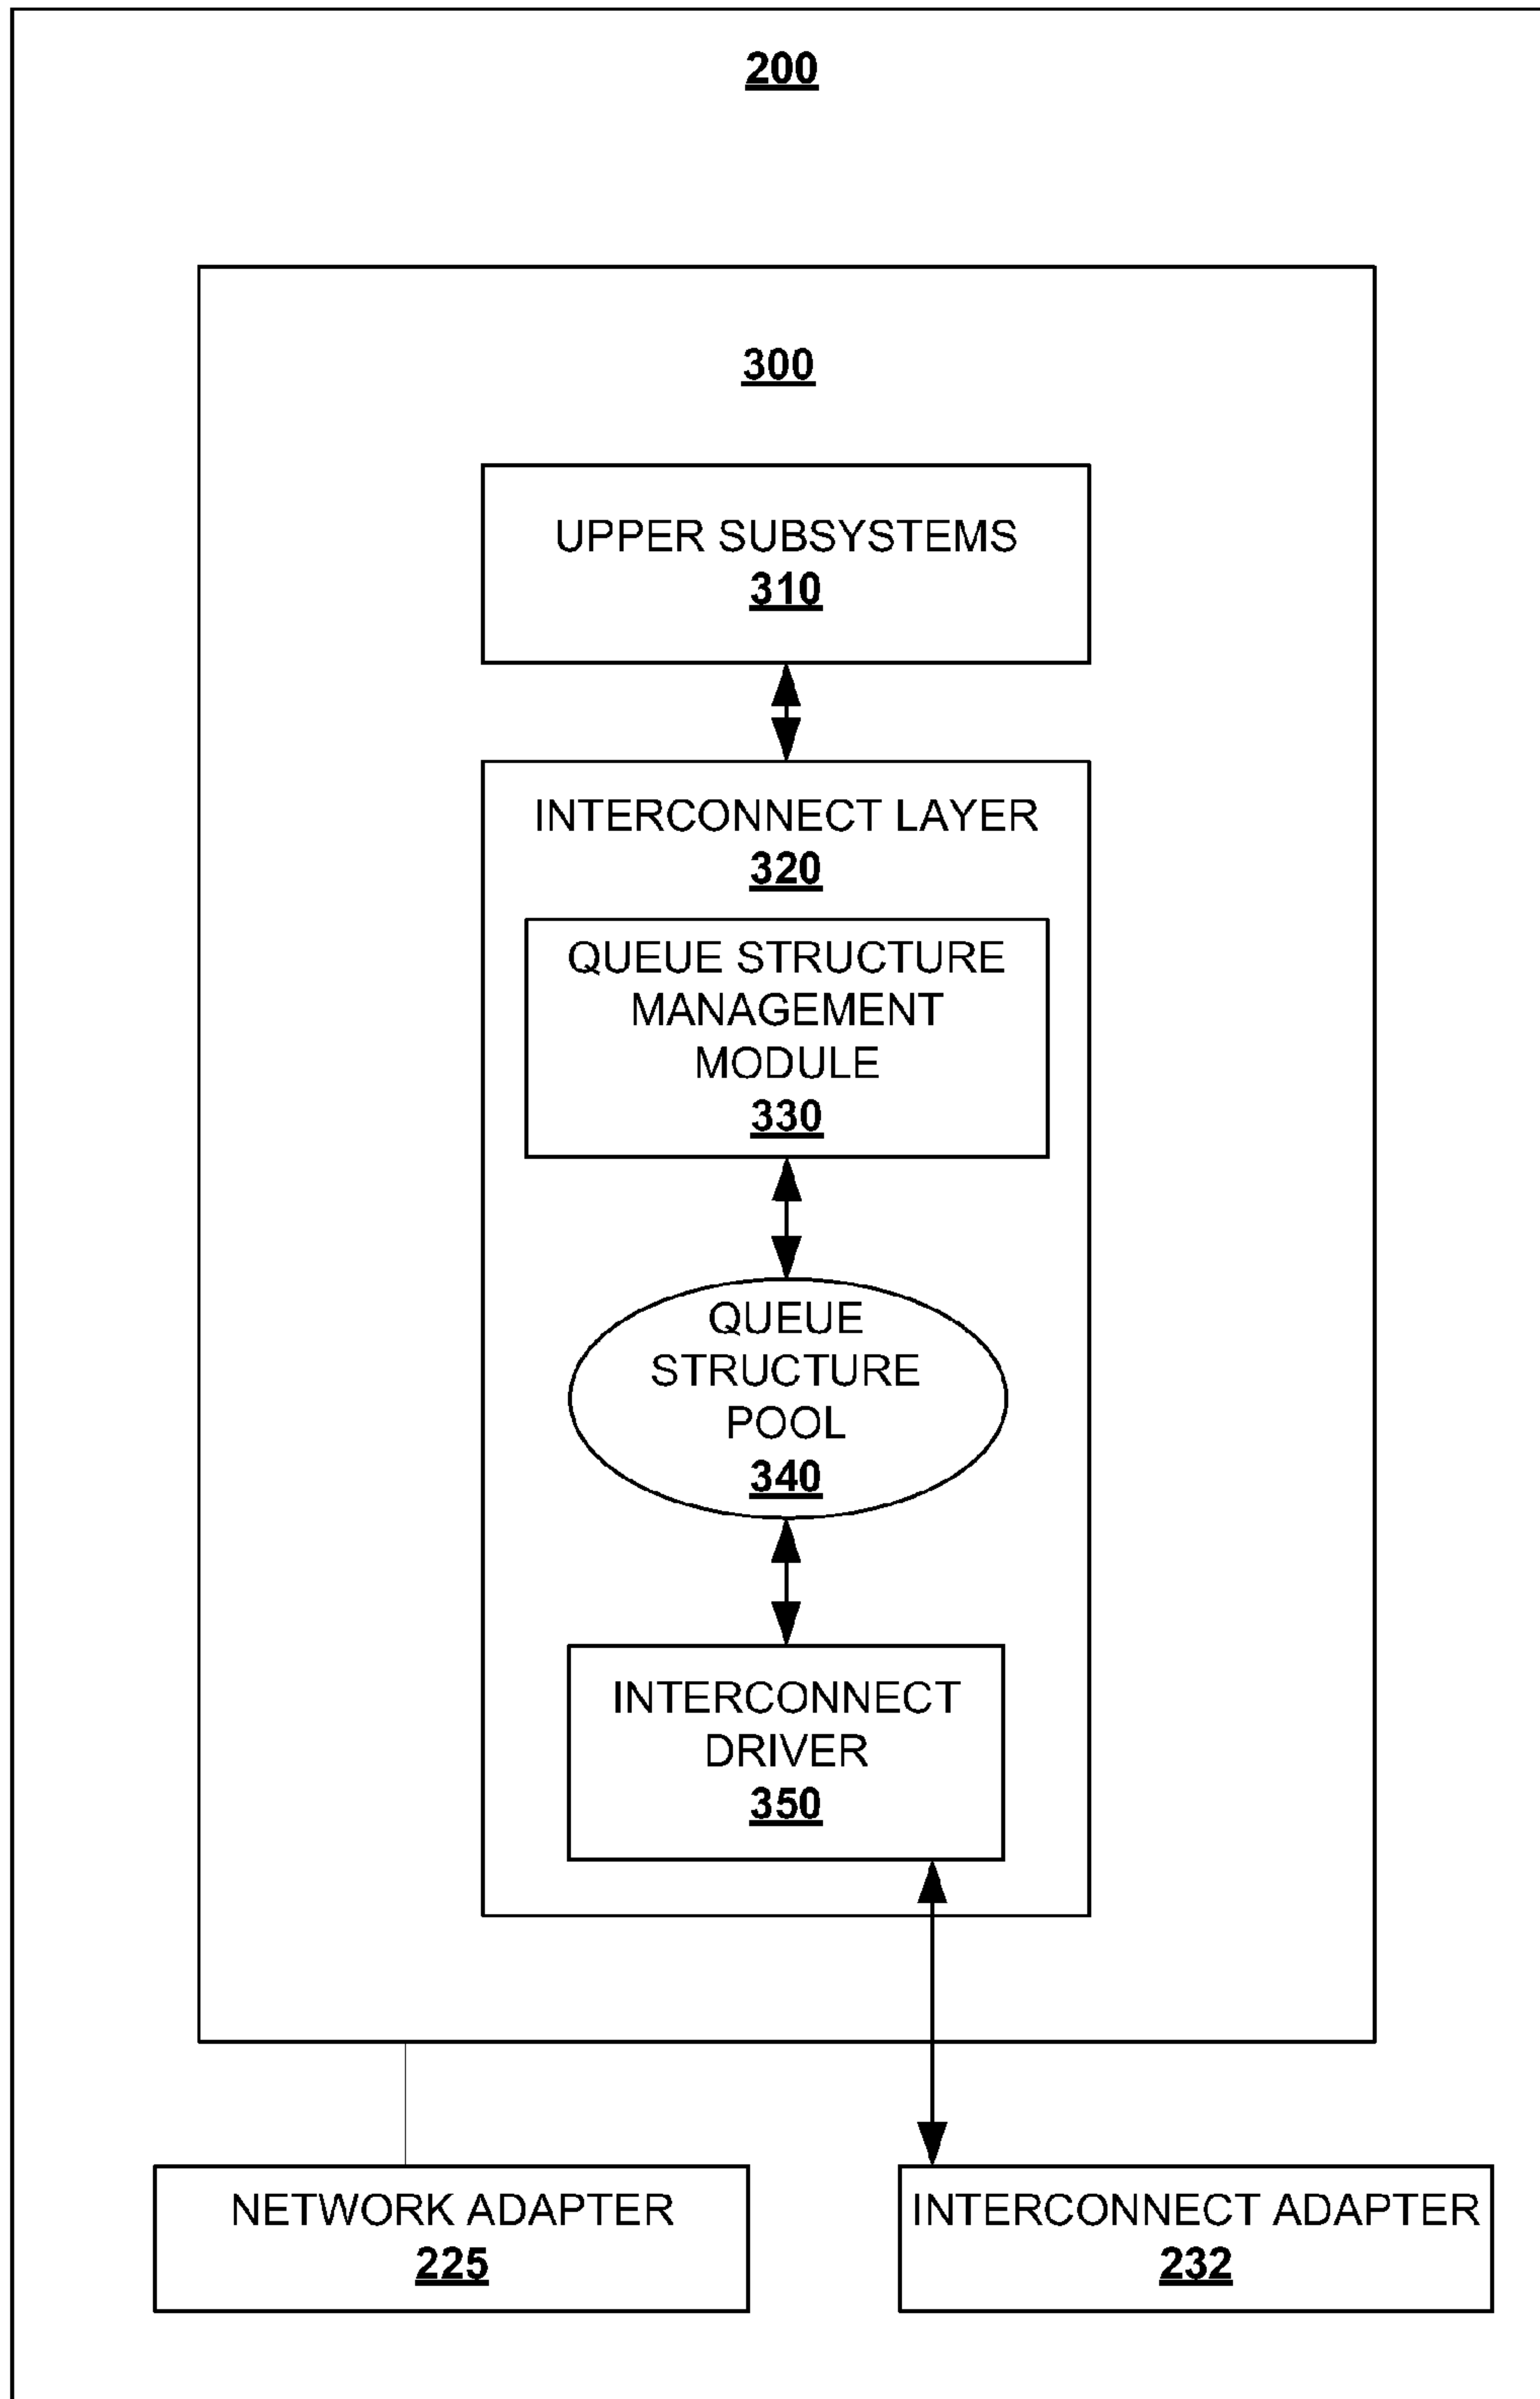 200
300
UPPER SUBSYSTEMS
310
INTERCONNECT LAYER
320
QUEUE STRUCTURE
MANAGEMENT
MODULE
330
QUEUE
STRUCTURE
POOL
340
INTERCONNECT
DRIVER
350
NETWORK ADAPTER
225
INTERCONNECT ADAPTER
232